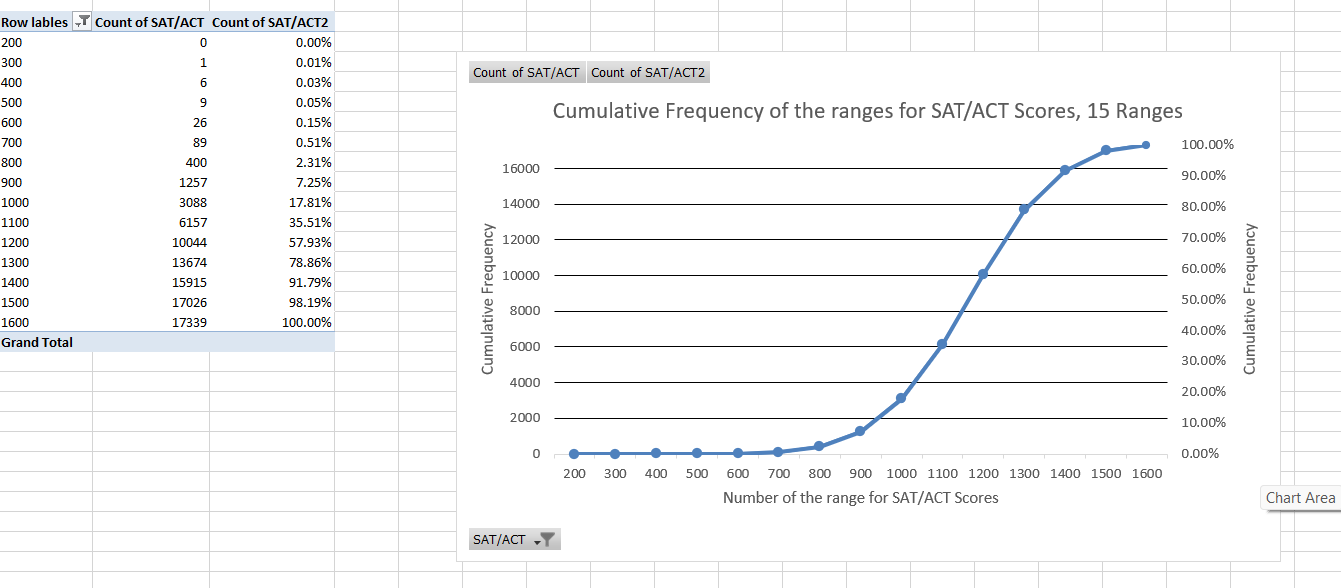 Row lables Count of SAT/ACT Count of SAT/ACT2
200 0 0.00%
300 1 0.01%
400 6 0.03%
500 9 0.05%
600 26 0.15%
700 89 0.51%
800 400 2.31%
900 1257 7.25%
1000 3088 17.81%
1100 6157 35.51%
1200 10044 57.93%
1300 13674 78.86%
1400 15915 91.79%
1500 17026 98.19%
1600 17339 100.00%
Grand Total
Count of SAT/ACT Count of SAT/ACT2
Cumulative Frequency of the ranges for SAT/ACT Scores, 15 Ranges
Cumulative Frequency
16000
14000
12000
10000
8000
6000
4000
2000
0
100.00%
90.00%
80.00%
70.00%
60.00%
50.00%
40.00%
30.00%
20.00%
10.00%
0.00%
Cumulative Frequency
200 300 400 500 600 700 800 900 1000 1100 1200 1300 1400 1500 1600
Number of the range for SAT/ACT Scores
Chart Area
SAT/ACT